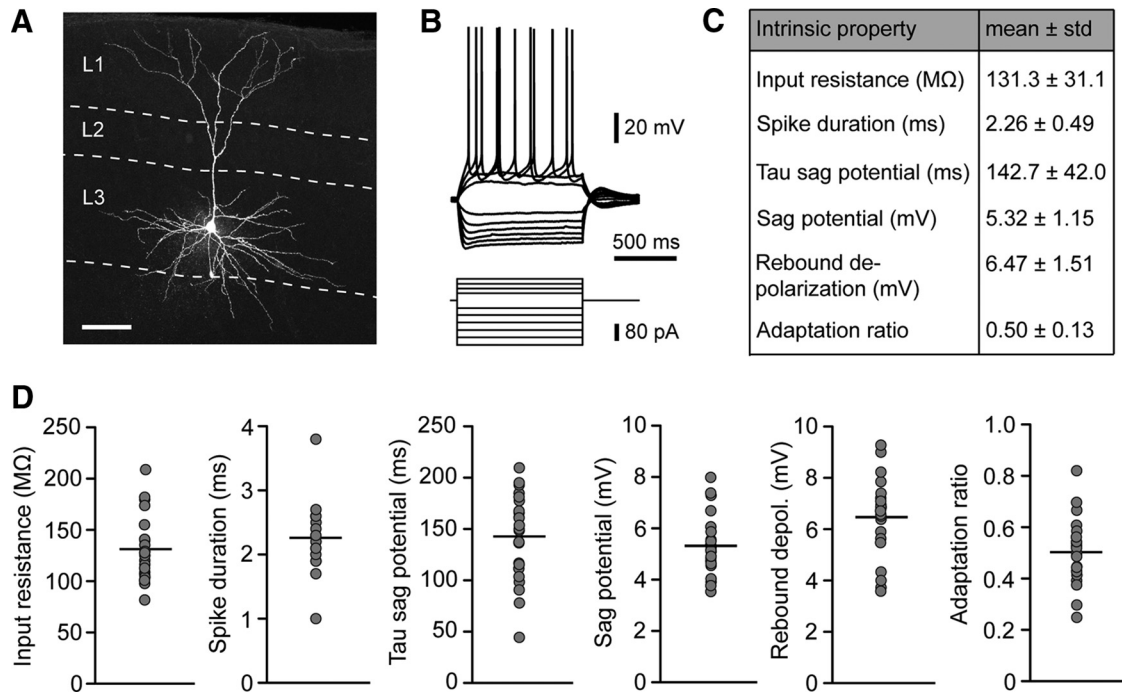 A
L1
L2
L3
B
20 mV
500 ms
80 pA
C
Intrinsic property mean ± std
Input resistance (MΩ) 131.3 ± 31.1
Spike duration (ms) 2.26 ± 0.49
Tau sag potential (ms) 142.7 ± 42.0
Sag potential (mV) 5.32 ± 1.15
Rebound de-
polarization (mV) 6.47 ± 1.51
Adaptation ratio 0.50 ± 0.13
D
Input resistance (MΩ)
250
200
150
100
50
0
Spike duration (ms)
4
3
2
1
0
Tau sag potential (ms)
250
200
150
100
50
0
Sag potential (mV)
10
8
6
4
2
0
Rebound depol. (mV)
10
8
6
4
2
0
Adaptation ratio
1.0
0.8
0.6
0.4
0.2
0.0